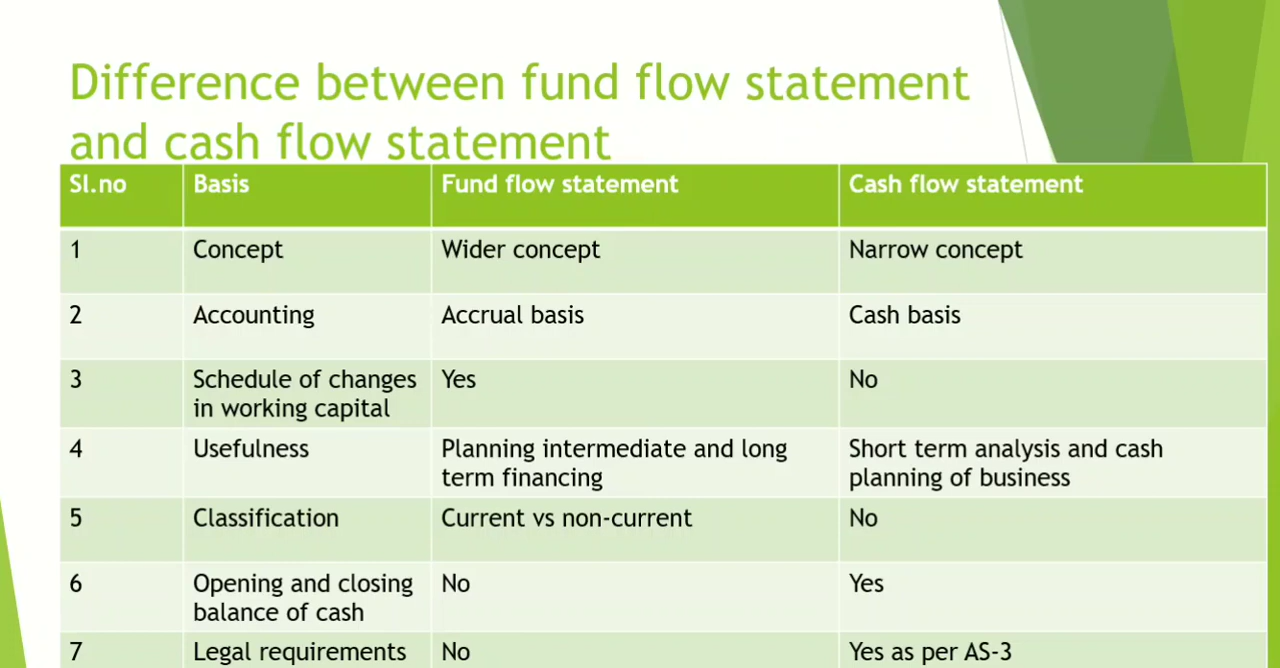 Difference between fund flow statement
and cash flow statement
Sl.no Basis Fund flow statement Cash flow statement
1 Concept Wider concept Narrow concept
2 Accounting Accrual basis Cash basis
3 Schedule of changes Yes No
in working capital
4 Usefulness Planning intermediate and long Short term analysis and cash
term financing planning of business
5 Classification Current vs non-current No
6 Opening and closing No Yes
balance of cash
7 Legal requirements No Yes as per AS-3